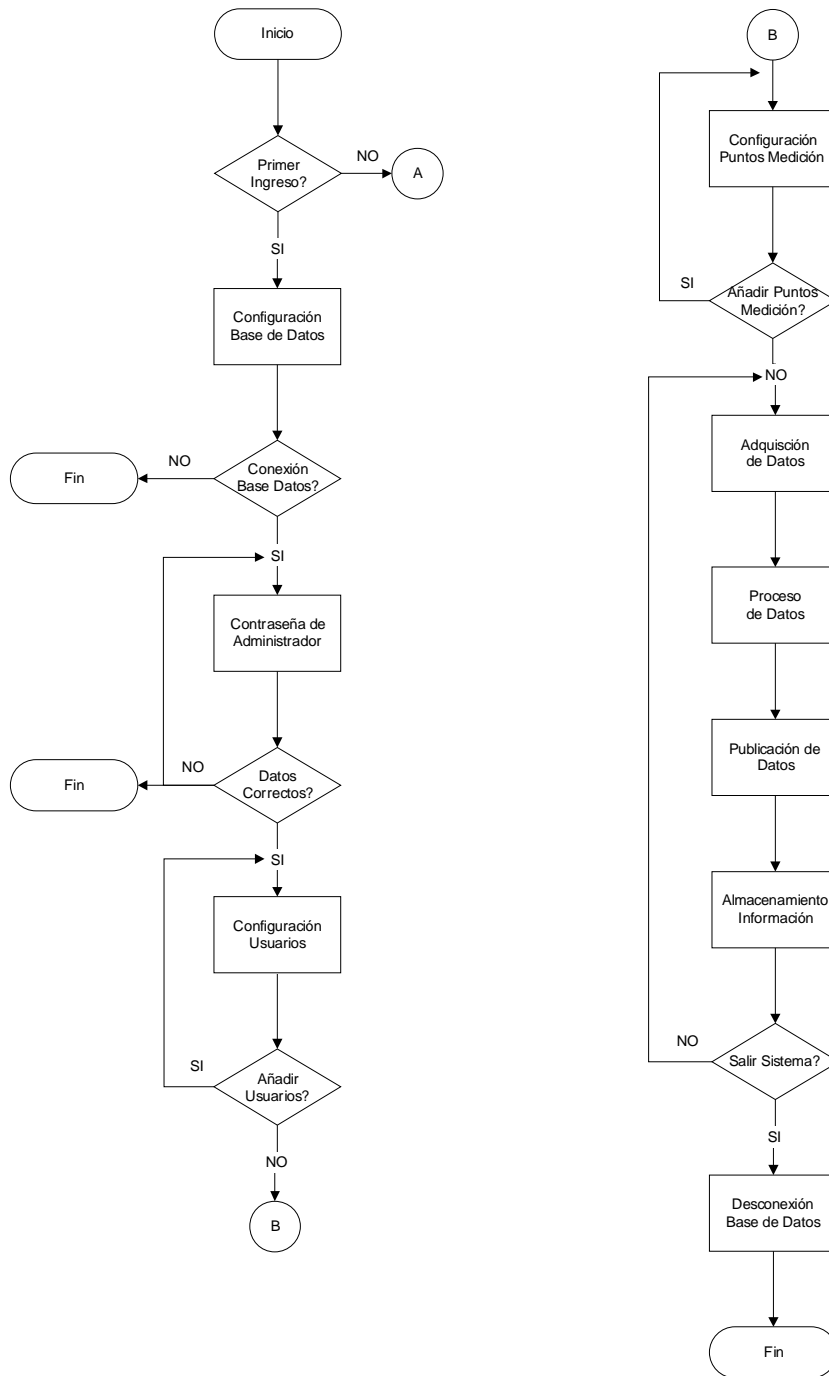 Inicio
Primer
Ingreso?
NO
A
SI
Configuración
Base de Datos
Conexión
Base Datos?
NO
Fin
SI
Contraseña de
Administrador
Datos
Correctos?
NO
Fin
SI
Configuración
Usuarios
Añadir
Usuarios?
SI
NO
B
B
Configuración
Puntos Medición
Añadir Puntos
Medición?
SI
NO
Adquisción
de Datos
Proceso
de Datos
Publicación de
Datos
Almacenamiento
Información
Salir Sistema?
NO
SI
Desconexión
Base de Datos
Fin